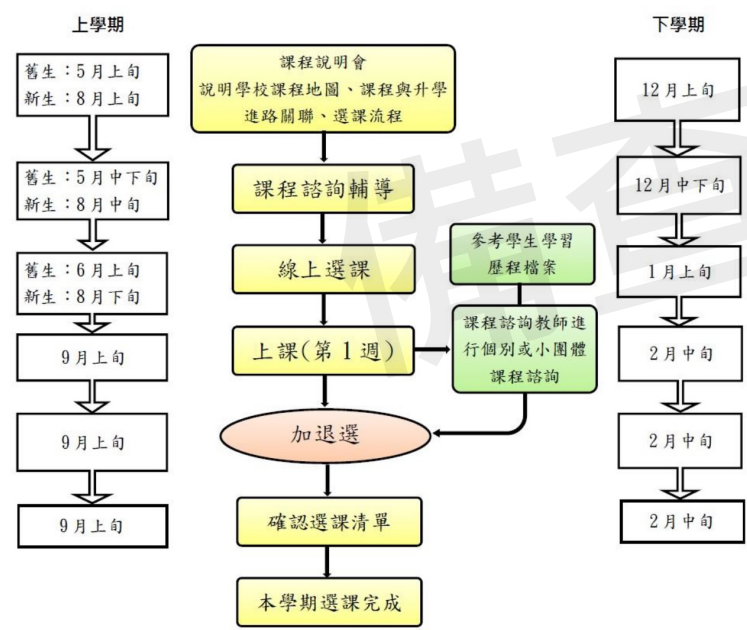 上學期
舊生：5月上旬
新生：8月上旬
舊生：5月中下旬
新生：8月中旬
舊生：6月上旬
新生：8月下旬
9月上旬
9月上旬
9月上旬
課程說明會
說明學校課程地圖、課程與升學
進路關聯、選課流程
課程諮詢輔導
線上選課
上課(第1週)
參考學生學習
歷程檔案
課程諮詢教師進
行個別或小團體
課程諮詢
加退選
確認選課清單
本學期選課完成
下學期
12月上旬
12月中下旬
1月上旬
2月中旬
2月中旬
2月中旬
備查